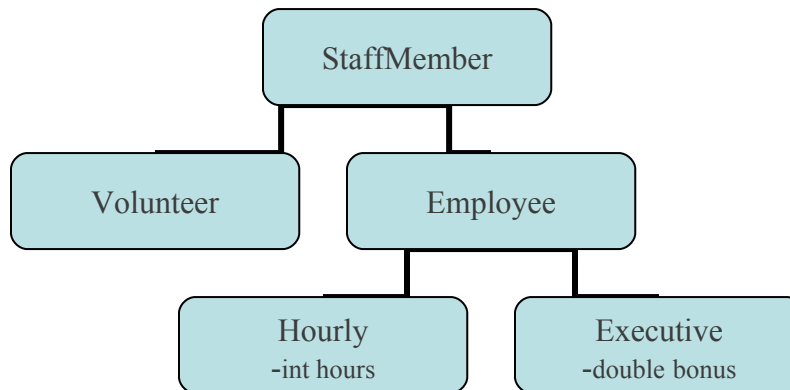 StaffMember
Volunteer
Employee
Hourly
-int hours
Executive
-double bonus